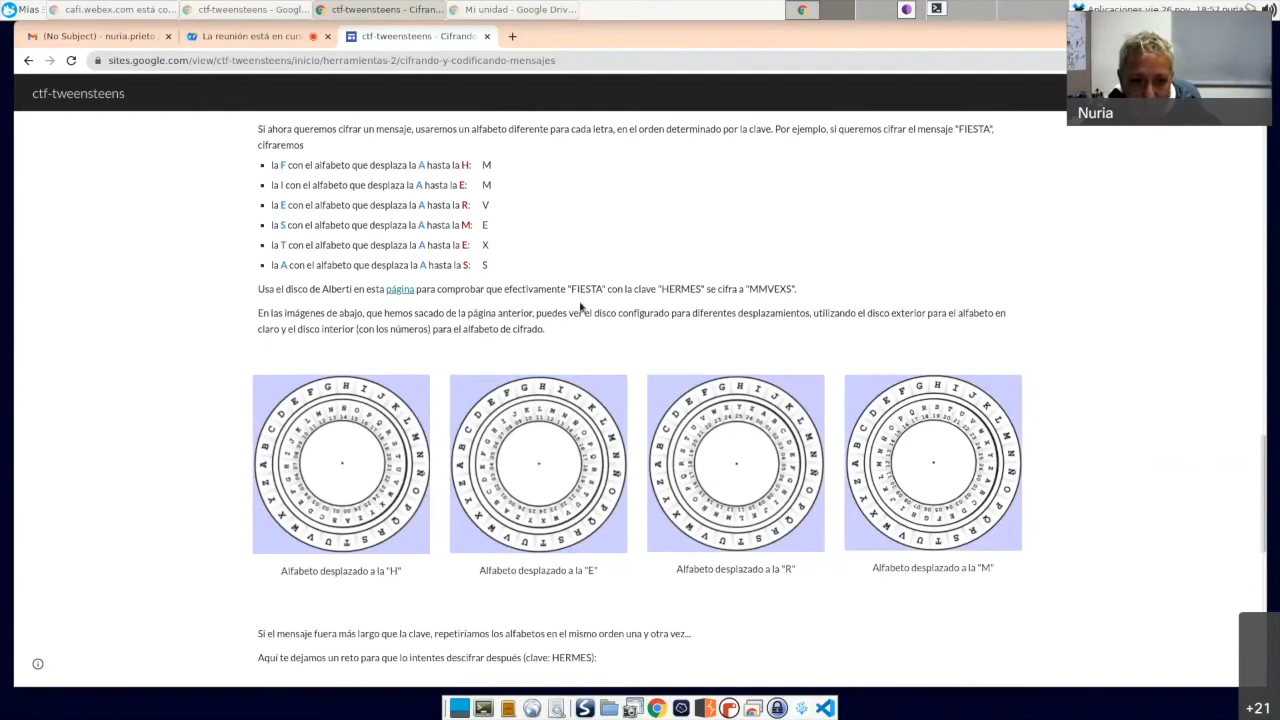 Mias
cafi.webex.com está co...
ctf-tweensteens - Googl...
ctf-tweensteens - Cifran...
Mi unidad - Google Driv...
Aplicaciones vie 26 nov, 18:57 nuria
(No Subject) - nuria.prieto.
La reunión está en curs
ctf-tweensteens - Cifrando
sites.google.com/view/ctf-tweensteens/inicio/herramientas-2/cifrando-y-codificando-mensajes
Nuria
ctf-tweensteens
Si ahora queremos cifrar un mensaje, usaremos un alfabeto diferente para cada letra, en el orden determinado por la clave. Por ejemplo, si queremos cifrar el mensaje "FIESTA",
cifraremos
la F con el alfabeto que desplaza la A hasta la H: M
la I con el alfabeto que desplaza la A hasta la E: M
la E con el alfabeto que desplaza la A hasta la R: V
la S con el alfabeto que desplaza la A hasta la M: E
la T con el alfabeto que desplaza la A hasta la E: X
la A con el alfabeto que desplaza la A hasta la S: S
Usa el disco de Alberti en esta página para comprobar que efectivamente "FIESTA" con la clave "HERMES" se cifra a "MMVEXS".
En las imágenes de abajo, que hemos sacado de la página anterior, puedes ver el disco configurado para diferentes desplazamientos, utilizando el disco exterior para el alfabeto en
claro y el disco interior (con los números) para el alfabeto de cifrado.
A B C D E F G H I J K L M N Ñ O P Q R S T U V W X Y Z
A B C D E F G H I J K L M N Ñ O P Q R S T U V W X Y Z
A B C D E F G H I J K L M N Ñ O P Q R S T U V W X Y Z
A B C D E F G H I J K L M N Ñ O P Q R S T U V W X Y Z
Alfabeto desplazado a la "H"
Alfabeto desplazado a la "E"
Alfabeto desplazado a la "R"
Alfabeto desplazado a la "M"
Si el mensaje fuera más largo que la clave, repetiríamos los alfabetos en el mismo orden una y otra vez...
Aquí te dejamos un reto para que lo intentes descifrar después (clave: HERMES):
+21